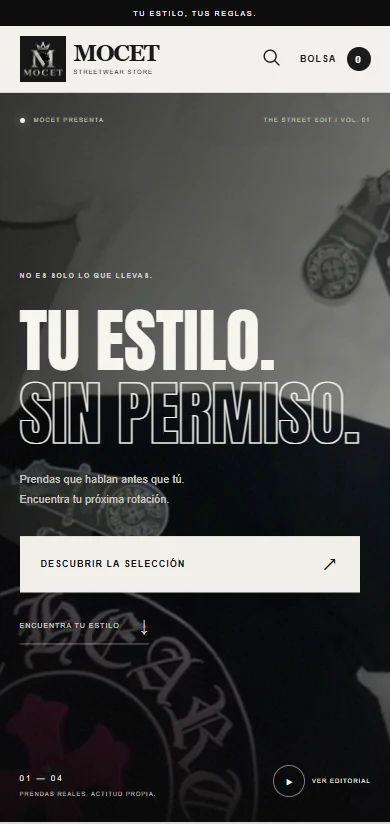 TU ESTILO, TUS REGLAS.
M
MOCET
MOCET
STREETWEAR STORE
BOLSA 0
MOCET PRESENTA
THE STREET EDIT / VOL. 01
NO ES SOLO LO QUE LLEVAS.
TU ESTILO.
SIN PERMISO.
Prendas que hablan antes que tú.
Encuentra tu próxima rotación.
DESCUBRIR LA SELECCIÓN ↗
ENCUENTRA TU ESTILO ↓
01 — 04
PRENDAS REALES. ACTITUD PROPIA.
VER EDITORIAL